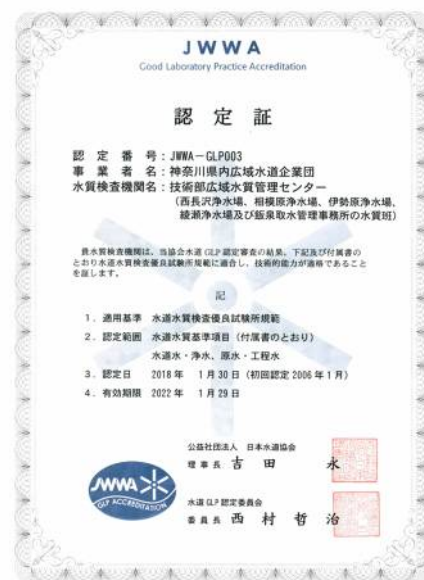 JWWA
Good Laboratory Practice Accreditation
認定証
認定番号：JWWA－GLP003
事業者名：神奈川県内広域水道企業団
水質検査機関名：技術部広域水質管理センター
（西長沢浄水場、相模原浄水場、伊勢原浄水場、
綾瀬浄水場及び飯泉取水管理事務所の水質班）
貴水質検査機関は、当協会水道GLP認定審査の結果、下記及び付属書の
とおり水道水質検査優良試験所規範に適合し、技術的能力が適格であること
を証します。
記
1．適用基準　水道水質検査優良試験所規範
2．認定範囲　水道水質基準項目（付属書のとおり）
水道水・浄水、原水・工程水
3．認定日　2018年　1月30日（初回認定2006年1月）
4．有効期限　2022年　1月29日
公益社団法人　日本水道協会
理事長　吉田　永
JWWA
GLP ACCREDITATION
水道GLP認定委員会
委員長　西村哲治